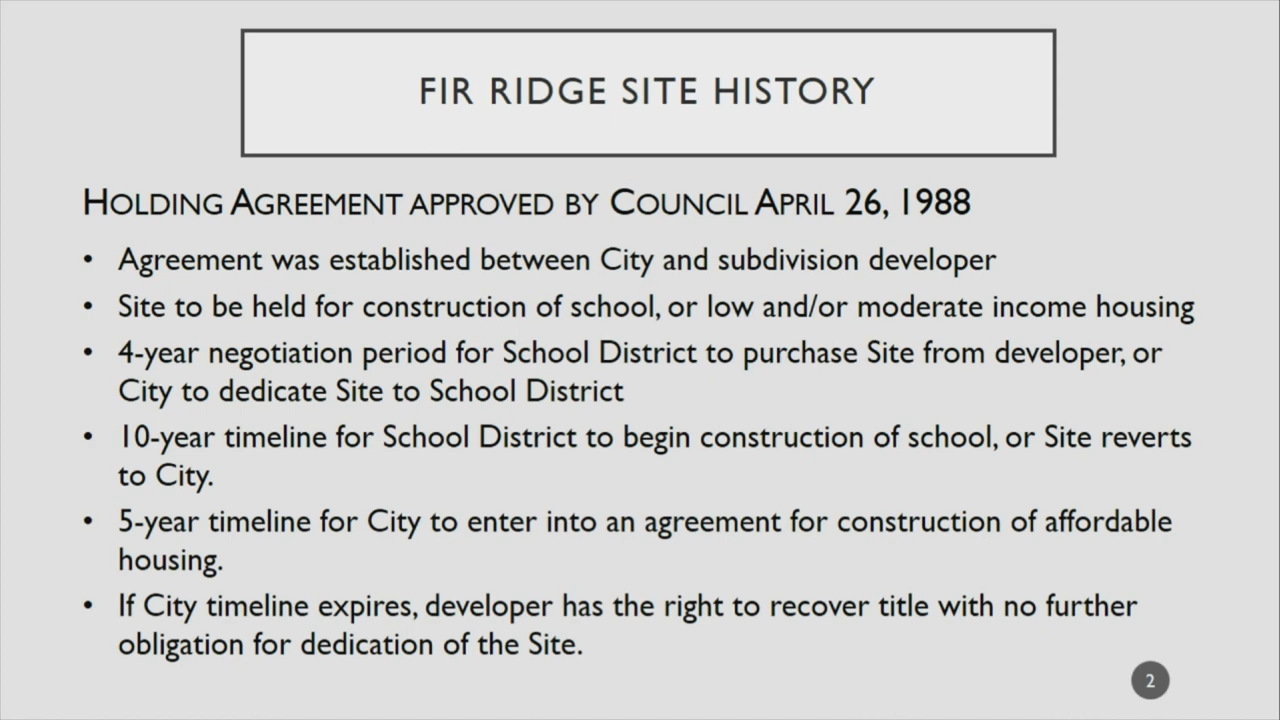 FIR RIDGE SITE HISTORY
HOLDING AGREEMENT APPROVED BY COUNCIL APRIL 26, 1988
• Agreement was established between City and subdivision developer
• Site to be held for construction of school, or low and/or moderate income housing
• 4-year negotiation period for School District to purchase Site from developer, or
City to dedicate Site to School District
• 10-year timeline for School District to begin construction of school, or Site reverts
to City.
• 5-year timeline for City to enter into an agreement for construction of affordable
housing.
• If City timeline expires, developer has the right to recover title with no further
obligation for dedication of the Site.
2